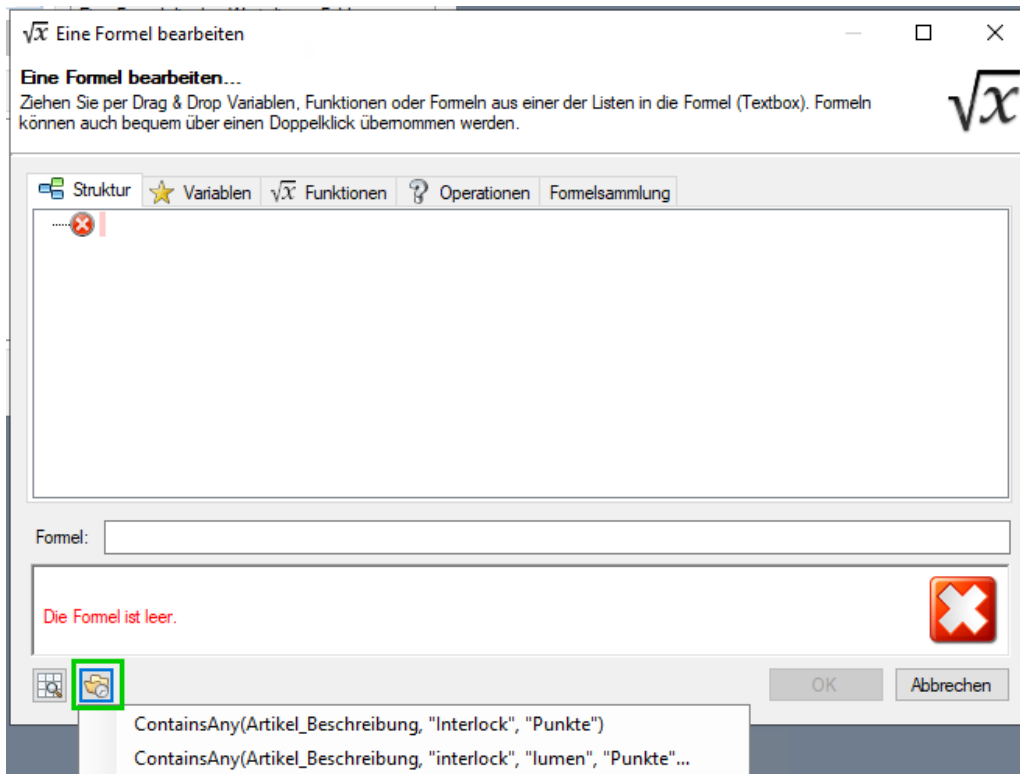 √x Eine Formel bearbeiten
Eine Formel bearbeiten...
Ziehen Sie per Drag & Drop Variablen, Funktionen oder Formeln aus einer der Listen in die Formel (Textbox). Formeln
können auch bequem über einen Doppelklick übernommen werden.
√x
Struktur √x Variablen Funktionen Operationen Formelsammlung
Formel:
Die Formel ist leer.
OK Abbrechen
ContainsAny(Artikel_Beschreibung, "Interlock", "Punkte")
ContainsAny(Artikel_Beschreibung, "interlock", "lumen", "Punkte"...